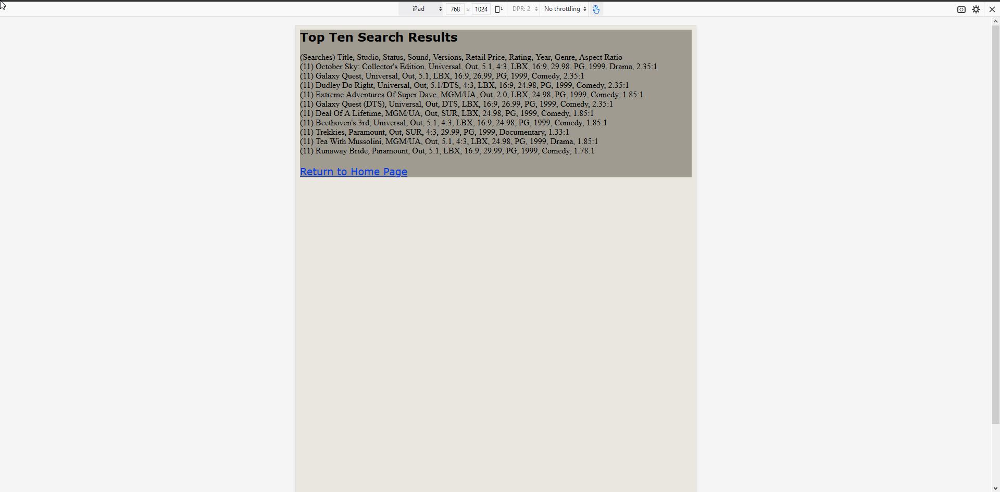 iPad 768 × 1024 DPR: 2 No throttling
Top Ten Search Results
(Searches) Title, Studio, Status, Sound, Versions, Retail Price, Rating, Year, Genre, Aspect Ratio
(11) October Sky: Collector's Edition, Universal, Out, 5.1, 4:3, LBX, 16:9, 29.98, PG, 1999, Drama, 2.35:1
(11) Galaxy Quest, Universal, Out, 5.1, LBX, 16:9, 26.99, PG, 1999, Comedy, 2.35:1
(11) Dudley Do Right, Universal, Out, 5.1/DTS, 4:3, LBX, 16:9, 24.98, PG, 1999, Comedy, 2.35:1
(11) Extreme Adventures Of Super Dave, MGM/UA, Out, 2.0, LBX, 24.98, PG, 1999, Comedy, 1.85:1
(11) Galaxy Quest (DTS), Universal, Out, DTS, LBX, 16:9, 26.99, PG, 1999, Comedy, 2.35:1
(11) Deal Of A Lifetime, MGM/UA, Out, SUR, LBX, 24.98, PG, 1999, Comedy, 1.85:1
(11) Beethoven's 3rd, Universal, Out, 5.1, 4:3, LBX, 16:9, 24.98, PG, 1999, Comedy, 1.85:1
(11) Trekkies, Paramount, Out, SUR, 4:3, 29.99, PG, 1999, Documentary, 1.33:1
(11) Tea With Mussolini, MGM/UA, Out, 5.1, 4:3, LBX, 24.98, PG, 1999, Drama, 1.85:1
(11) Runaway Bride, Paramount, Out, 5.1, LBX, 16:9, 29.99, PG, 1999, Comedy, 1.78:1
Return to Home Page